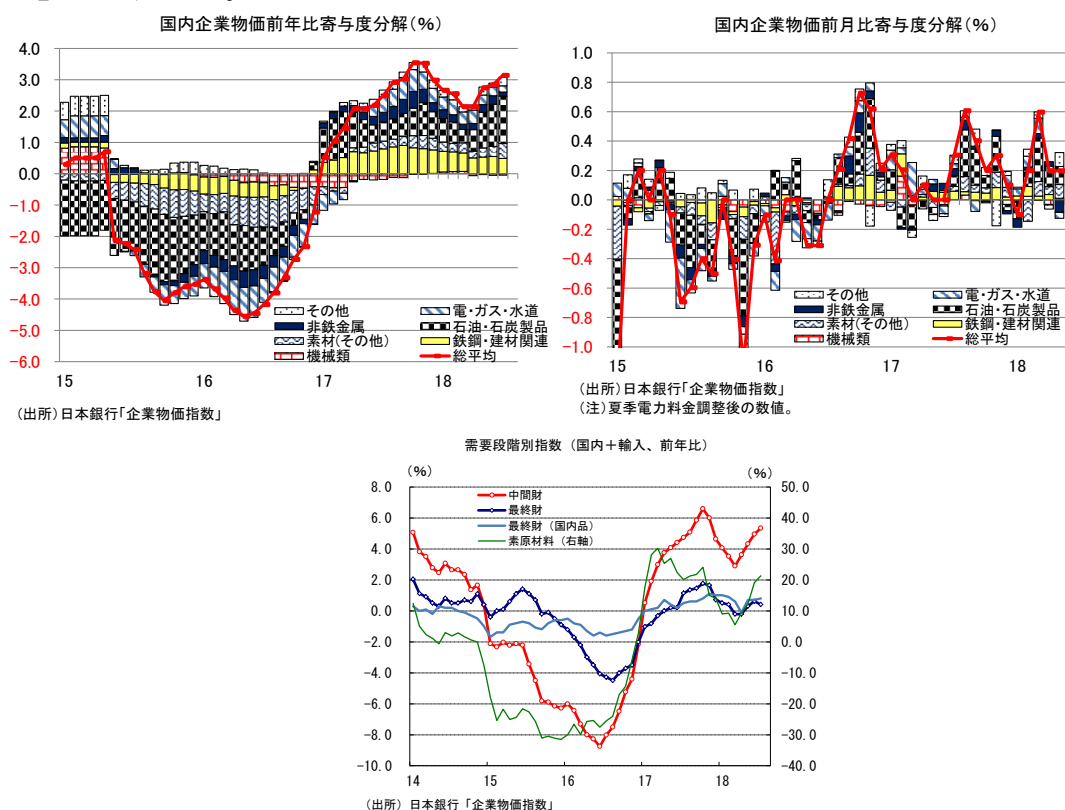 国内企業物価前年比寄与度分解(%)
4.0
3.0
2.0
1.0
0.0
−1.0
−2.0
−3.0
−4.0
−5.0
−6.0
15 16 17 18
その他 電・ガス・水道
非鉄金属 石油・石炭製品
素材(その他) 鉄鋼・建材関連
機械類 総平均
(出所)日本銀行「企業物価指数」
国内企業物価前月比寄与度分解(%)
1.0
0.8
0.6
0.4
0.2
0.0
−0.2
−0.4
−0.6
−0.8
−1.0
15 16 17 18
その他 電・ガス・水道
非鉄金属 石油・石炭製品
素材(その他) 鉄鋼・建材関連
機械類 総平均
(出所)日本銀行「企業物価指数」
(注)夏季電力料金調整後の数値。
需要段階別指数(国内+輸入、前年比)
(%) (%)
8.0 50.0
6.0 40.0
4.0 30.0
2.0 20.0
0.0 10.0
−2.0 0.0
−4.0 −10.0
−6.0 −20.0
−8.0 −30.0
−10.0 −40.0
中間財
最終財
最終財(国内品)
素原材料(右軸)
14 15 16 17 18
(出所)日本銀行「企業物価指数」